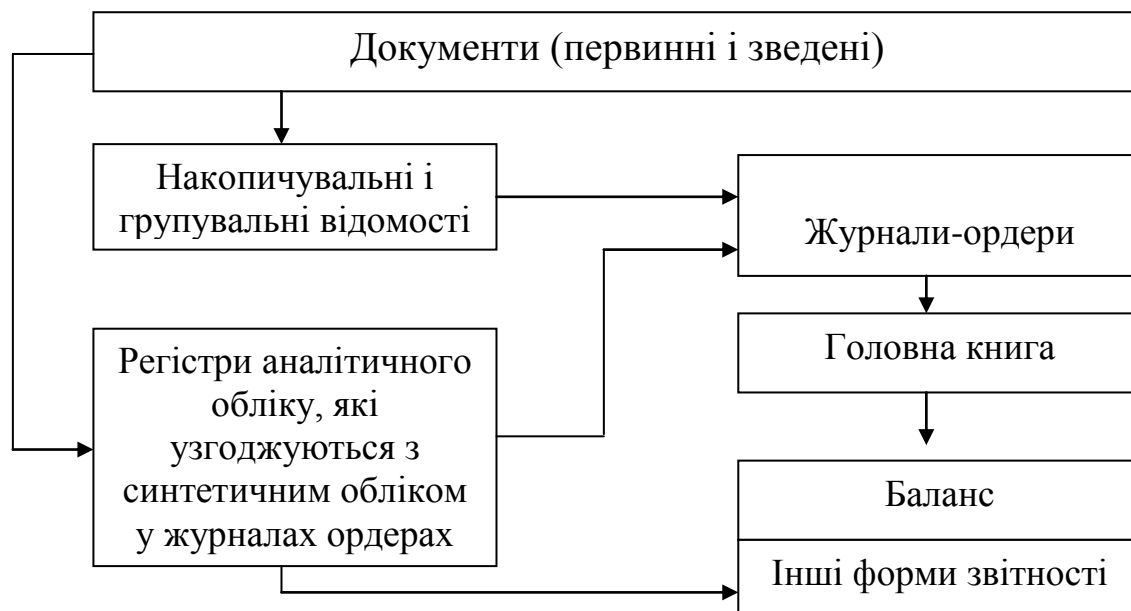 Документи (первинні і зведені)
Накопичувальні і
групувальні відомості
Журнали-ордери
Головна книга
Регістри аналітичного
обліку, які
узгоджуються з
синтетичним обліком
у журналах ордерах
Баланс
Інші форми звітності